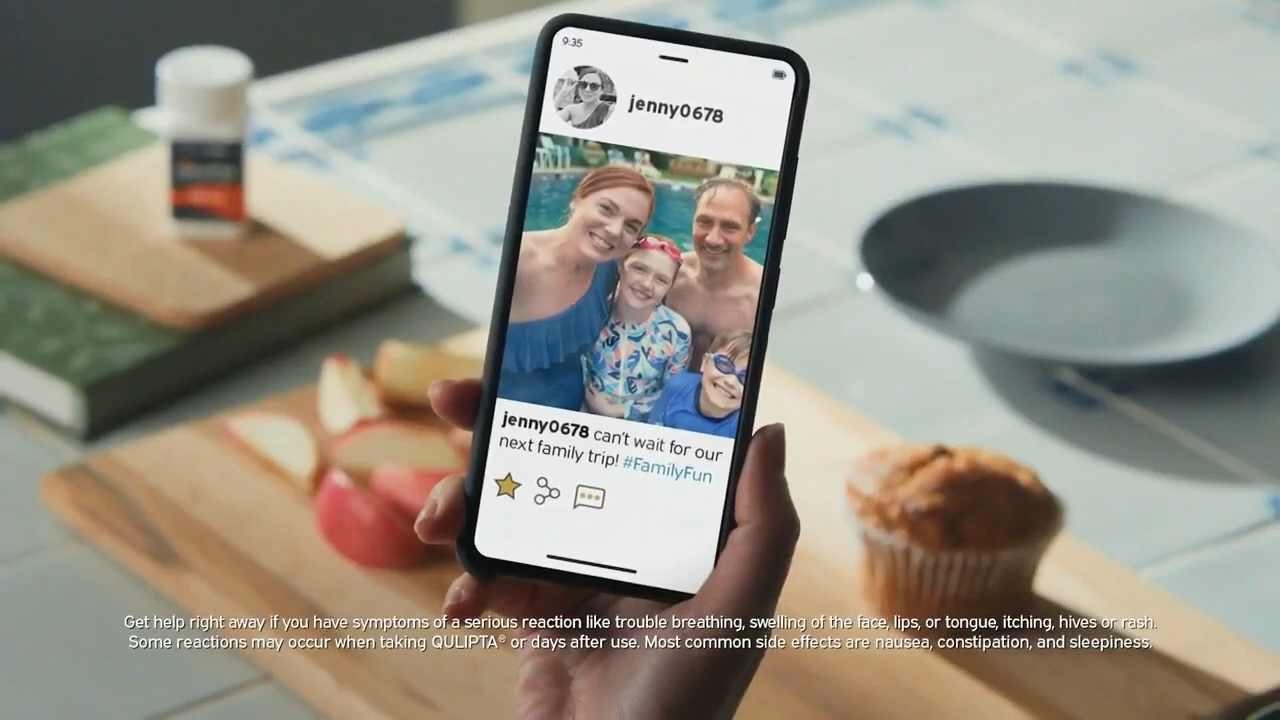 9:35
jenny0678
jenny0678 can't wait for our
next family trip! #FamilyFun
Get help right away if you have symptoms of a serious reaction like trouble breathing, swelling of the face, lips, or tongue, itching, hives or rash.
Some reactions may occur when taking QULIPTA® or days after use. Most common side effects are nausea, constipation, and sleepiness.